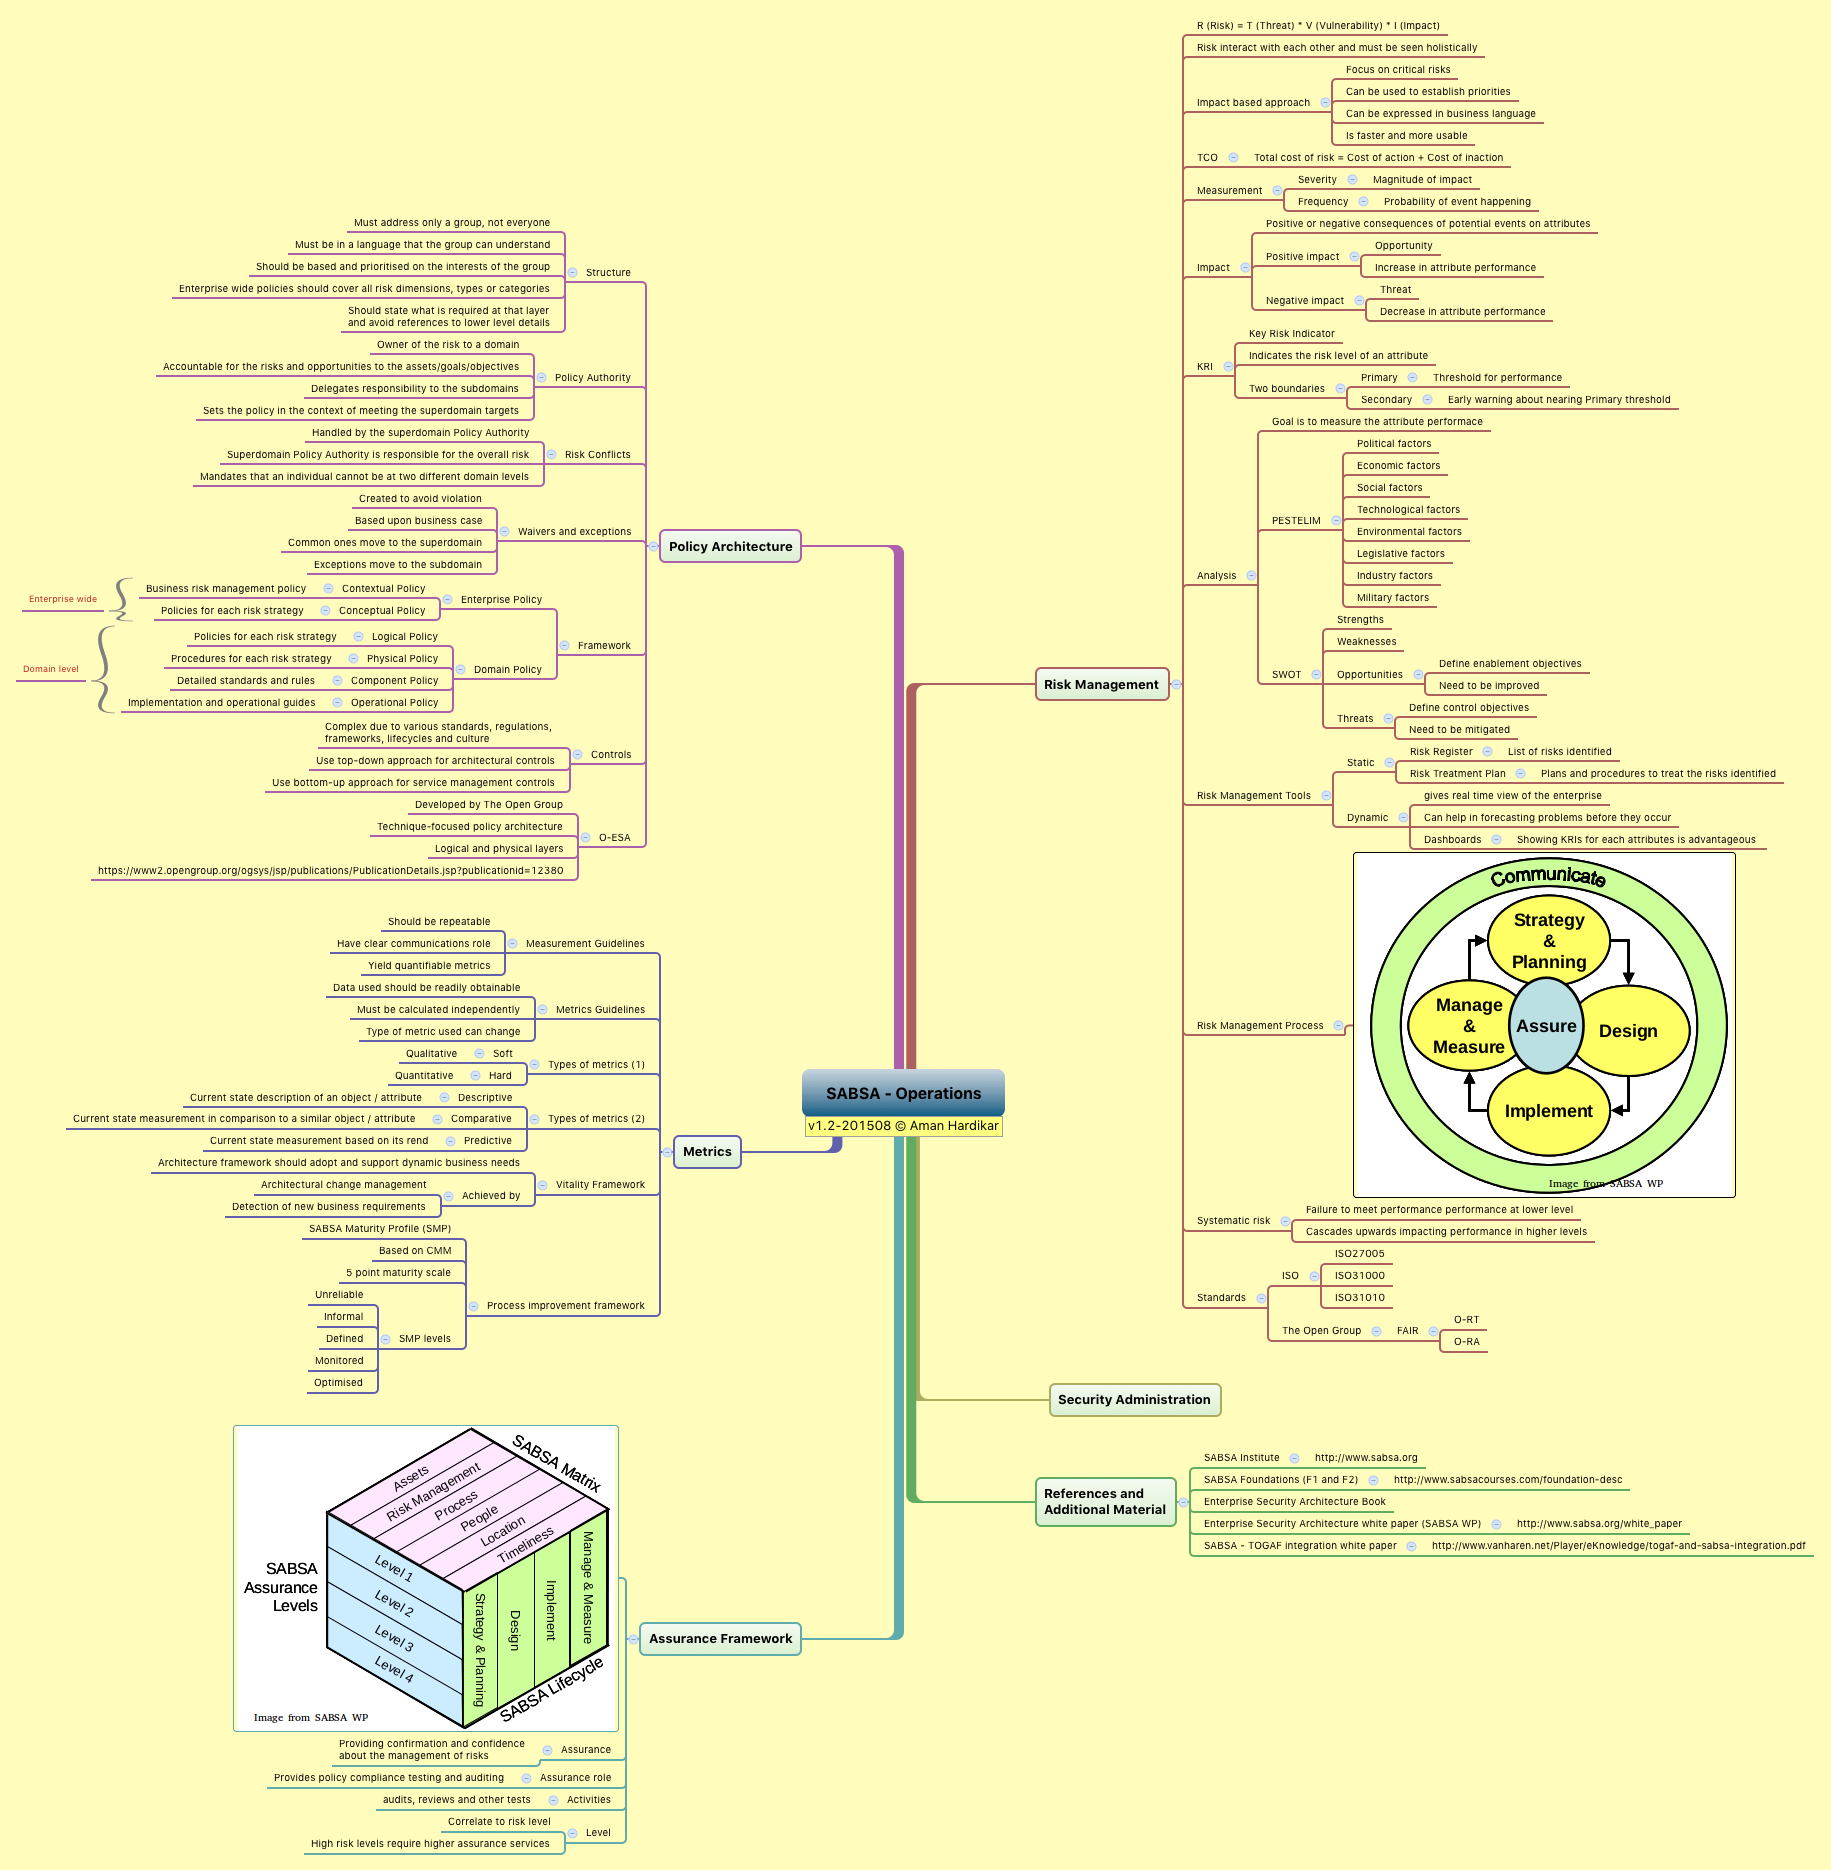 SABSA - Operations
v1.2-201508 © Aman Hardikar
Policy Architecture
Structure
Must address only a group, not everyone
Must be in a language that the group can understand
Should be based and prioritised on the interests of the group
Enterprise wide policies should cover all risk dimensions, types or categories
Should state what is required at that layer
and avoid references to lower level details
Policy Authority
Owner of the risk to a domain
Accountable for the risks and opportunities to the assets/goals/objectives
Delegates responsibility to the subdomains
Sets the policy in the context of meeting the superdomain targets
Risk Conflicts
Handled by the superdomain Policy Authority
Superdomain Policy Authority is responsible for the overall risk
Mandates that an individual cannot be at two different domain levels
Waivers and exceptions
Created to avoid violation
Based upon business case
Common ones move to the superdomain
Exceptions move to the subdomain
Framework
Enterprise Policy
Enterprise wide
Business risk management policy
Contextual Policy
Policies for each risk strategy
Conceptual Policy
Domain Policy
Domain level
Policies for each risk strategy
Logical Policy
Procedures for each risk strategy
Physical Policy
Detailed standards and rules
Component Policy
Implementation and operational guides
Operational Policy
Controls
Complex due to various standards, regulations,
frameworks, lifecycles and culture
Use top-down approach for architectural controls
Use bottom-up approach for service management controls
O-ESA
Developed by The Open Group
Technique-focused policy architecture
Logical and physical layers
https://www2.opengroup.org/ogsys/jsp/publications/PublicationDetails.jsp?publicationid=12380
Metrics
Measurement Guidelines
Should be repeatable
Have clear communications role
Yield quantifiable metrics
Metrics Guidelines
Data used should be readily obtainable
Must be calculated independently
Type of metric used can change
Types of metrics (1)
Qualitative
Soft
Quantitative
Hard
Types of metrics (2)
Current state description of an object / attribute
Descriptive
Current state measurement in comparison to a similar object / attribute
Comparative
Current state measurement based on its rend
Predictive
Vitality Framework
Architecture framework should adopt and support dynamic business needs
Achieved by
Architectural change management
Detection of new business requirements
Process improvement framework
SABSA Maturity Profile (SMP)
Based on CMM
5 point maturity scale
SMP levels
Unreliable
Informal
Defined
Monitored
Optimised
Assurance Framework
SABSA Matrix
Assets
Risk Management
Process
People
Location
Timeliness
SABSA
Assurance
Levels
Level 1
Level 2
Level 3
Level 4
Strategy & Planning
Design
Implement
Manage & Measure
SABSA Lifecycle
Image from SABSA WP
Assurance
Providing confirmation and confidence
about the management of risks
Assurance role
Provides policy compliance testing and auditing
Activities
audits, reviews and other tests
Level
Correlate to risk level
High risk levels require higher assurance services
Risk Management
R (Risk) = T (Threat) * V (Vulnerability) * I (Impact)
Risk interact with each other and must be seen holistically
Impact based approach
Focus on critical risks
Can be used to establish priorities
Can be expressed in business language
Is faster and more usable
TCO
Total cost of risk = Cost of action + Cost of inaction
Measurement
Severity
Magnitude of impact
Frequency
Probability of event happening
Impact
Positive or negative consequences of potential events on attributes
Positive impact
Opportunity
Increase in attribute performance
Negative impact
Threat
Decrease in attribute performance
KRI
Key Risk Indicator
Indicates the risk level of an attribute
Two boundaries
Primary
Threshold for performance
Secondary
Early warning about nearing Primary threshold
Analysis
Goal is to measure the attribute performace
PESTELIM
Political factors
Economic factors
Social factors
Technological factors
Environmental factors
Legislative factors
Industry factors
Military factors
SWOT
Strengths
Weaknesses
Opportunities
Define enablement objectives
Need to be improved
Threats
Define control objectives
Need to be mitigated
Risk Management Tools
Static
Risk Register
List of risks identified
Risk Treatment Plan
Plans and procedures to treat the risks identified
Dynamic
gives real time view of the enterprise
Can help in forecasting problems before they occur
Dashboards
Showing KRIs for each attributes is advantageous
Risk Management Process
Communicate
Strategy
&
Planning
Manage
&
Measure
Assure
Design
Implement
Image from SABSA WP
Systematic risk
Failure to meet performance performance at lower level
Cascades upwards impacting performance in higher levels
Standards
ISO
ISO27005
ISO31000
ISO31010
The Open Group
FAIR
O-RT
O-RA
Security Administration
References and
Additional Material
SABSA Institute
http://www.sabsa.org
SABSA Foundations (F1 and F2)
http://www.sabsacourses.com/foundation-desc
Enterprise Security Architecture Book
Enterprise Security Architecture white paper (SABSA WP)
http://www.sabsa.org/white_paper
SABSA - TOGAF integration white paper
http://www.vanharen.net/Player/eKnowledge/togaf-and-sabsa-integration.pdf